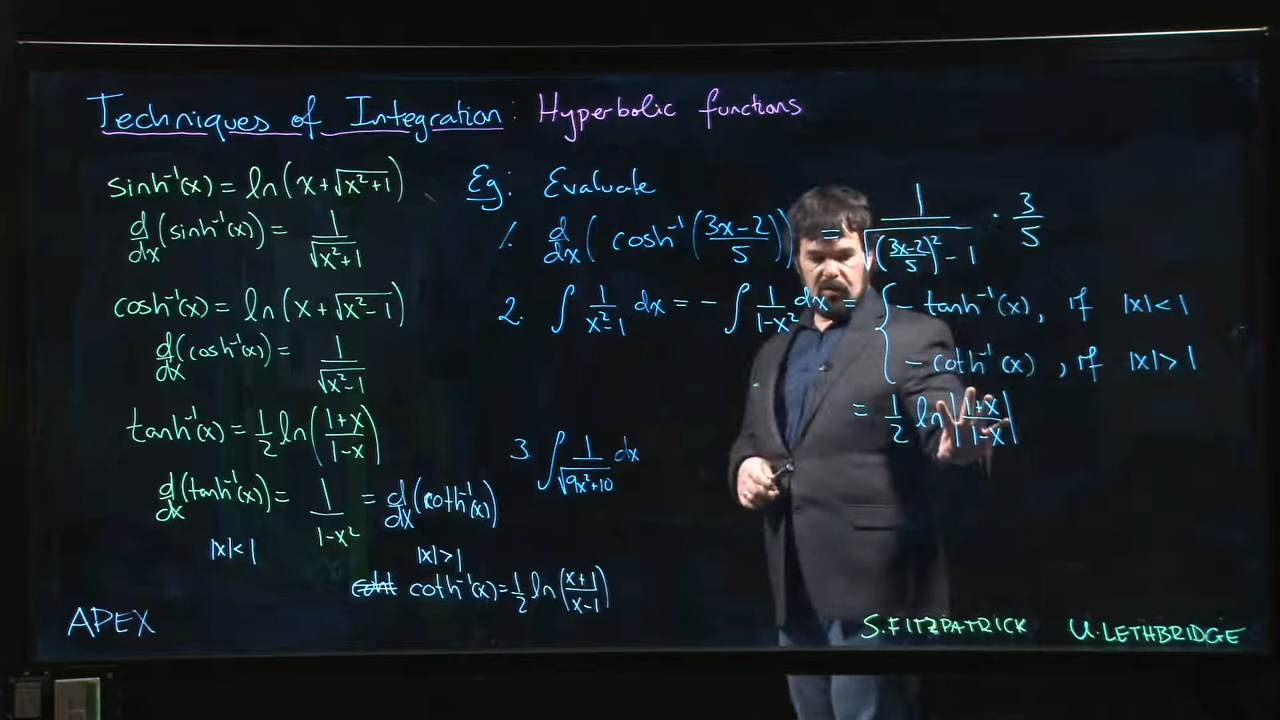 Techniques of Integration: Hyperbolic functions
sinh⁻¹(x) = ln(x+√(x²+1))
d/dx(sinh⁻¹(x)) = 1/√(x²+1)
cosh⁻¹(x) = ln(x+√(x²-1))
d/dx(cosh⁻¹(x)) = 1/√(x²-1)
tanh⁻¹(x) = 1/2 ln((1+x)/(1-x))
d/dx(tanh⁻¹(x)) = 1/(1-x²) = d/dx(coth⁻¹(x))
|x|<1 |x|>1
coth⁻¹(x) = 1/2 ln((x+1)/(x-1))
Eg: Evaluate
1. d/dx(cosh⁻¹((3x-2)/5)) = 1/√(((3x-2)/5)²-1) · 3/5
2. ∫ 1/(x²-1) dx = -∫ 1/(1-x²) dx = { -tanh⁻¹(x), if |x|<1
-coth⁻¹(x), if |x|>1
= 1/2 ln|(1+x)/(1-x)|
3. ∫ 1/√(9x²+10) dx
APEX
S. FITZPATRICK U. LETHBRIDGE